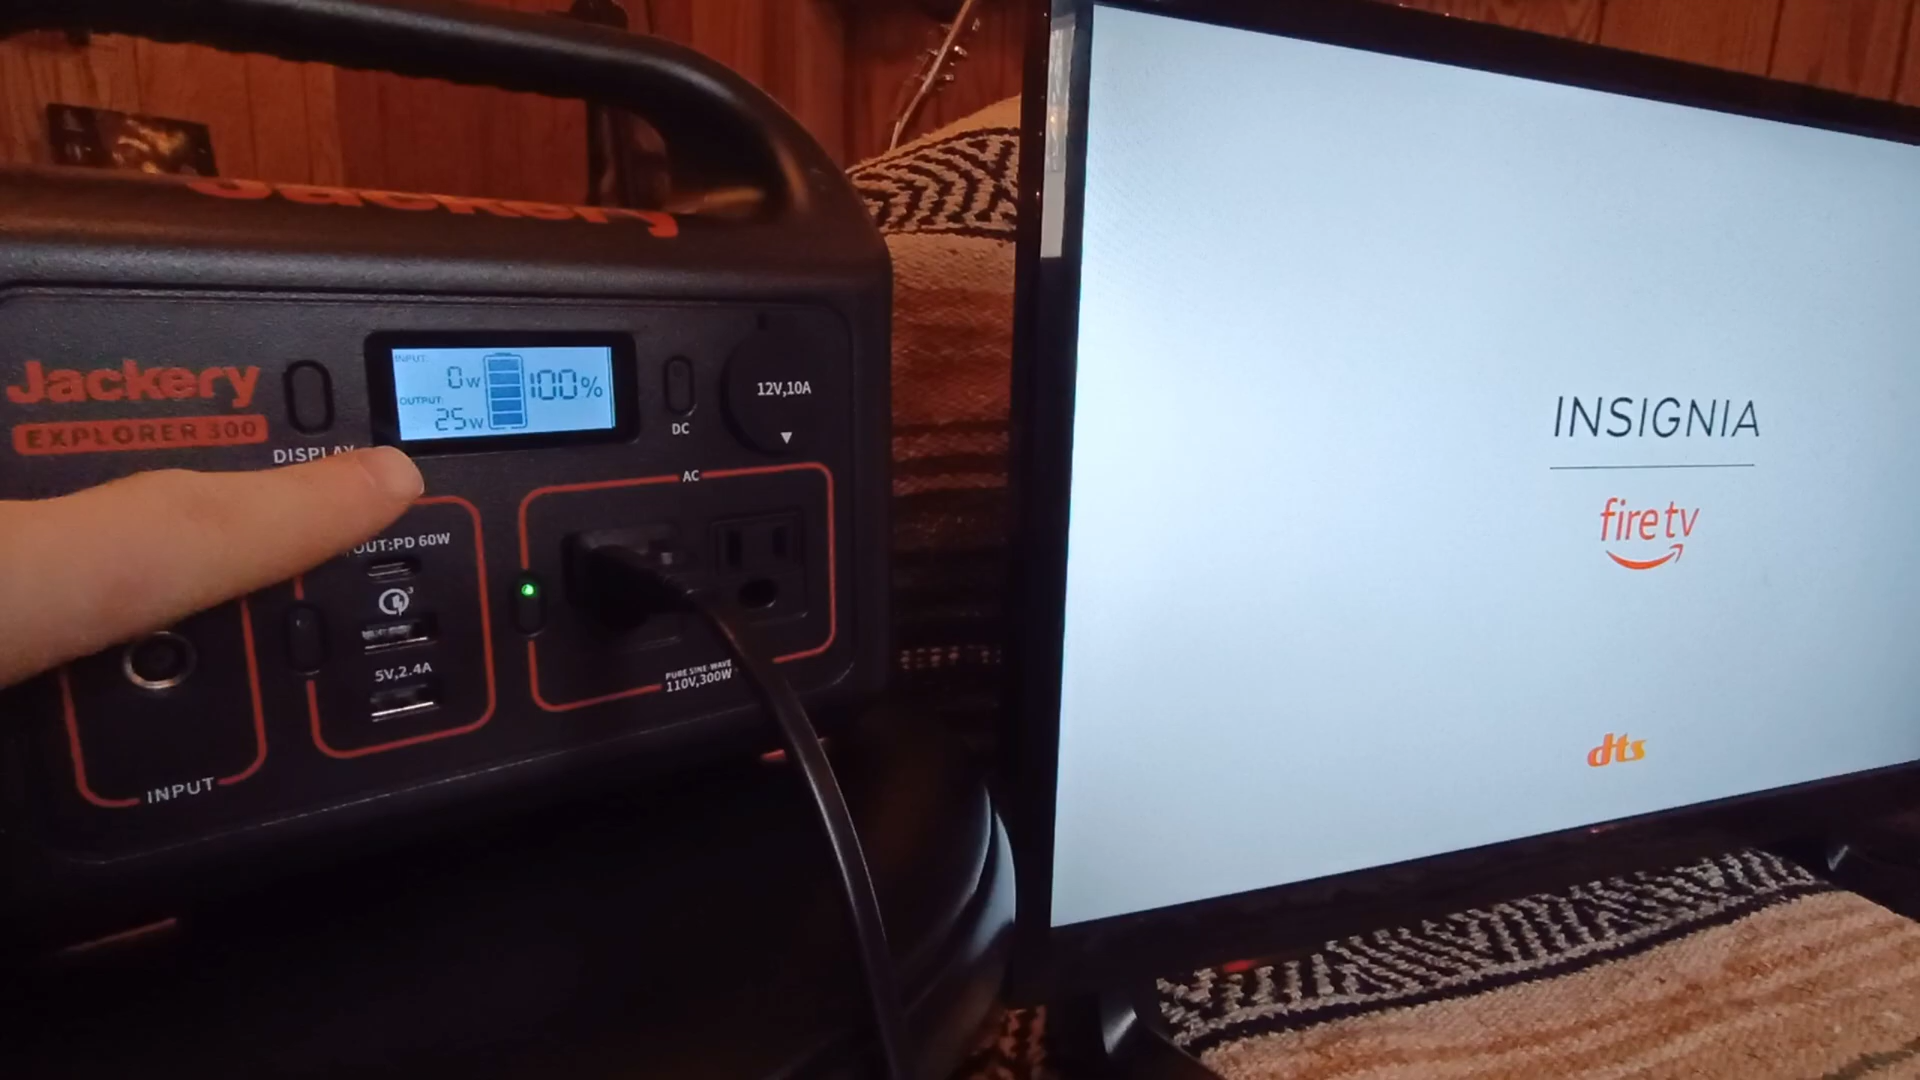 Jackery
Jackery
EXPLORER 300
DISPLAY
INPUT:
0W
OUTPUT:
25W
100%
DC
12V,10A
AC
OUT:PD 60W
5V,2.4A
PURE SINE-WAVE
110V,300W
INPUT
INSIGNIA
fire tv
dts